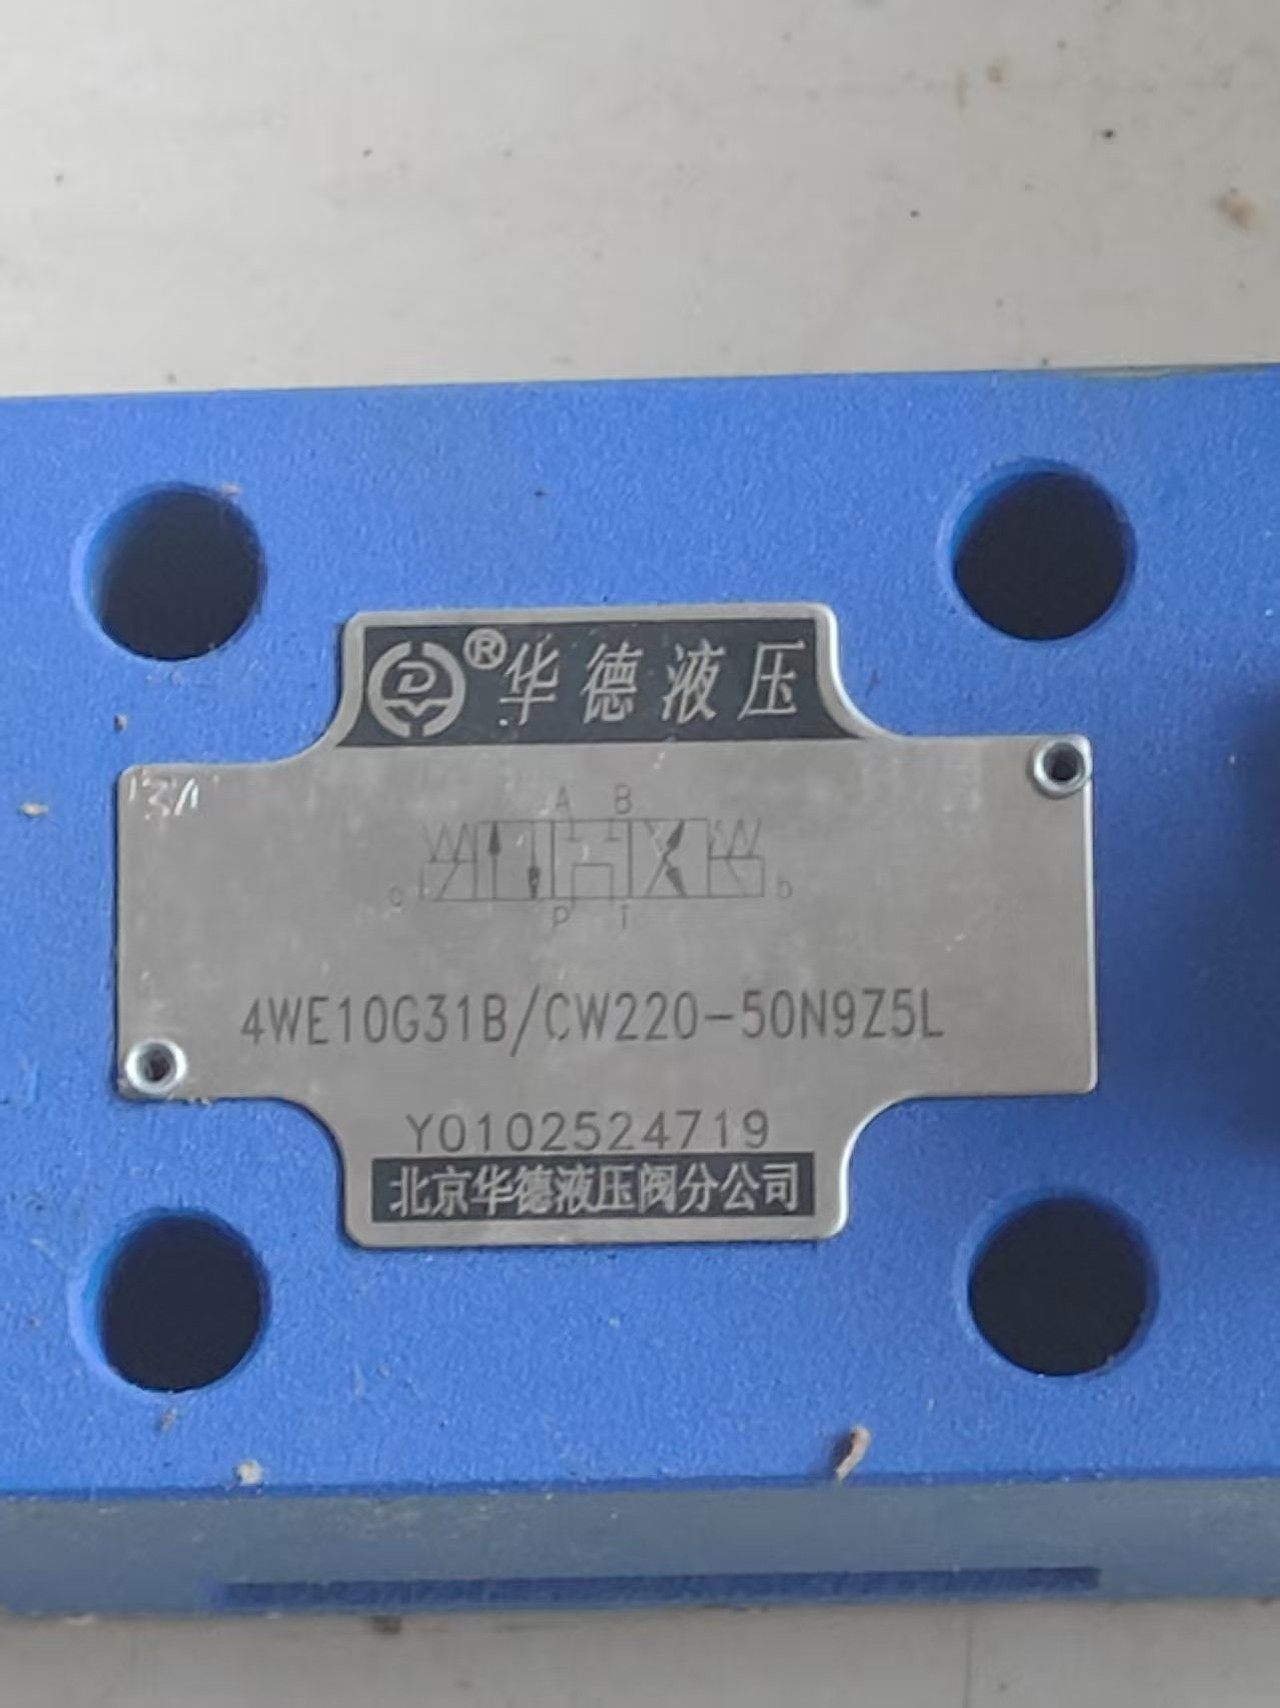 ® 华德液压
A B
P T
4WE10G31B/CW220-50N9Z5L
Y0102524719
北京华德液压阀分公司